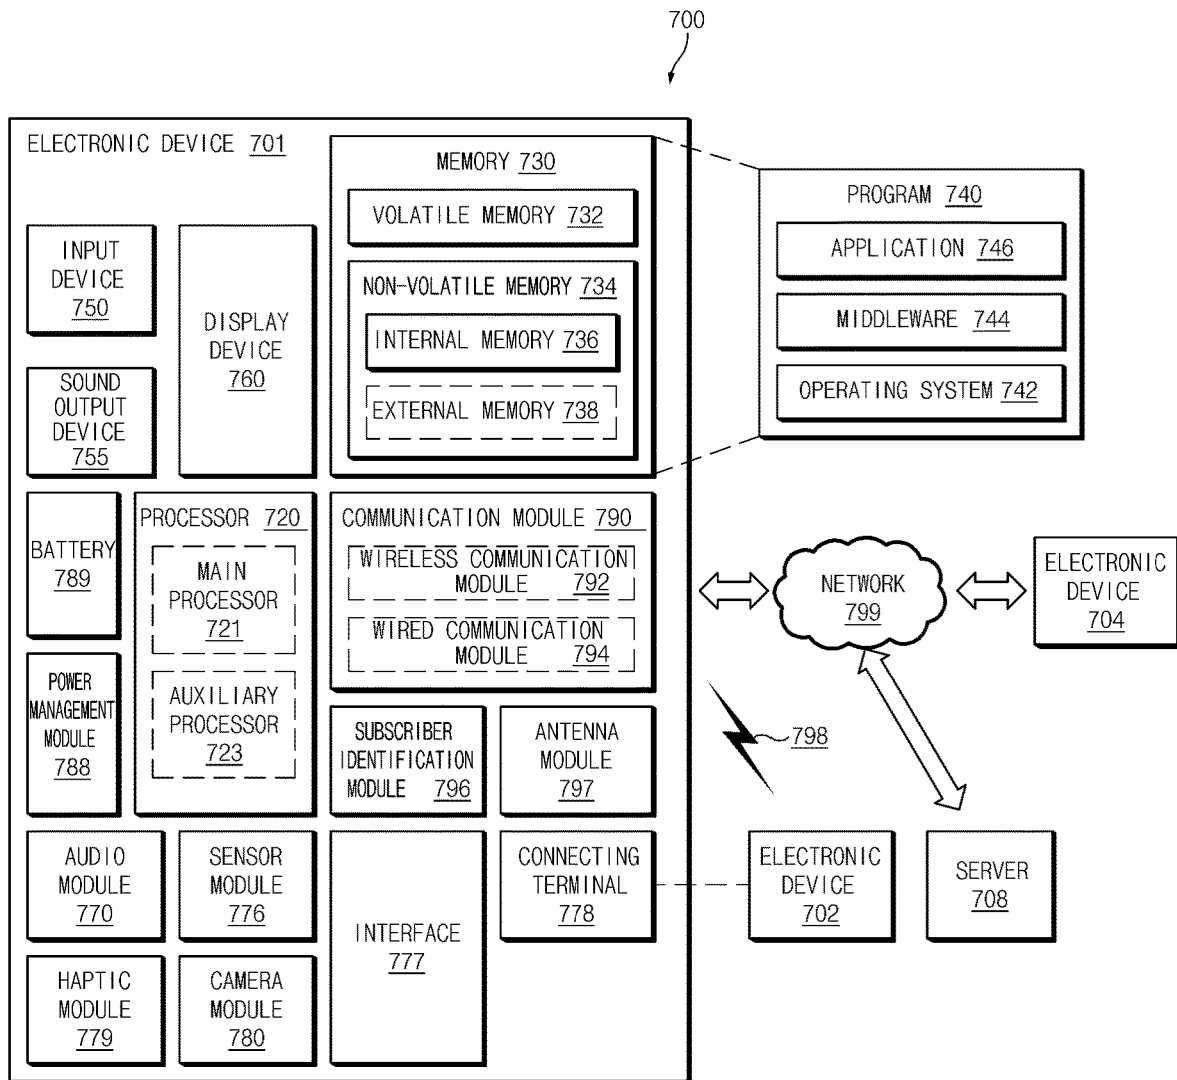 700
ELECTRONIC DEVICE 701
INPUT
DEVICE
750
SOUND
OUTPUT
DEVICE
755
DISPLAY
DEVICE
760
MEMORY 730
VOLATILE MEMORY 732
NON-VOLATILE MEMORY 734
INTERNAL MEMORY 736
EXTERNAL MEMORY 738
PROGRAM 740
APPLICATION 746
MIDDLEWARE 744
OPERATING SYSTEM 742
BATTERY
789
POWER
MANAGEMENT
MODULE
788
PROCESSOR 720
MAIN
PROCESSOR
721
AUXILIARY
PROCESSOR
723
COMMUNICATION MODULE 790
WIRELESS COMMUNICATION
MODULE 792
WIRED COMMUNICATION
MODULE 794
SUBSCRIBER
IDENTIFICATION
MODULE 796
ANTENNA
MODULE
797
NETWORK
799
ELECTRONIC
DEVICE
704
798
AUDIO
MODULE
770
SENSOR
MODULE
776
INTERFACE
777
CONNECTING
TERMINAL
778
ELECTRONIC
DEVICE
702
SERVER
708
HAPTIC
MODULE
779
CAMERA
MODULE
780